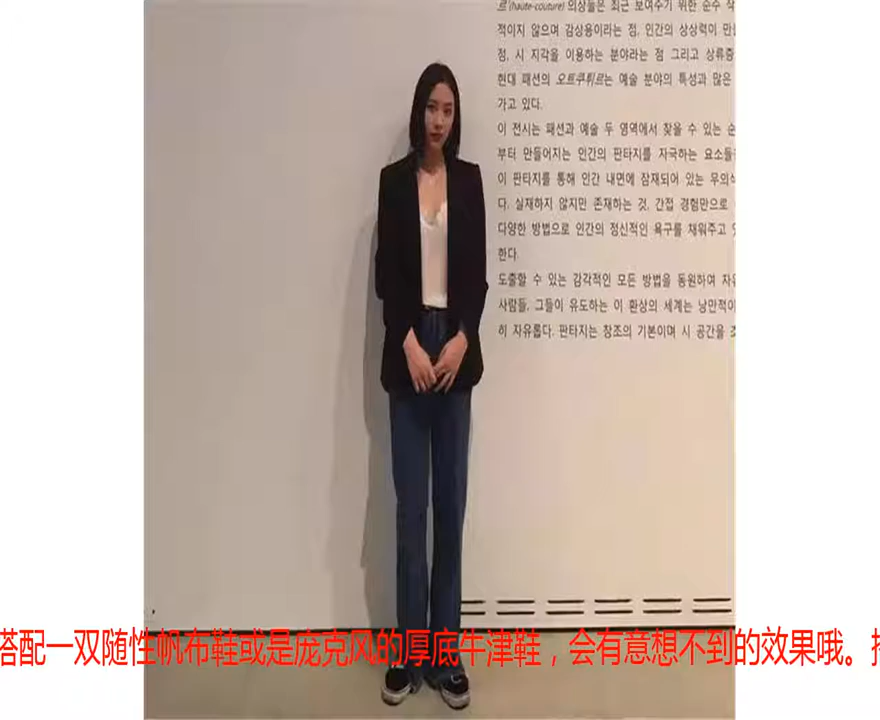 르(haute-couture) 의상들은 최근 보여주기 위한 순수
적이지 않으며 감상용이라는 점, 인간의 상상력이
점, 시 지각을 이용하는 분야라는 점 그리고 상류
현대 패션의 오트쿠튀르는 예술 분야의 특성과 많은
가고 있다.
이 전시는 패션과 예술 두 영역에서 찾을 수 있는
부터 만들어지는 인간의 판타지를 자극하는
이 판타지를 통해 인간 내면에 잠재되어 있는
다. 실재하지 않지만 존재하는 것, 간접 경험만으로
다양한 방법으로 인간의 정신적인 욕구를 채워주고
한다.
도출할 수 있는 감각적인 모든 방법을 동원하여
사람들, 그들이 유도하는 이 환상의 세계는
히 자유롭다. 판타지는 창조의 기본이며 시 공간을
搭配一双随性帆布鞋或是庞克风的厚底牛津鞋，会有意想不到的效果哦。